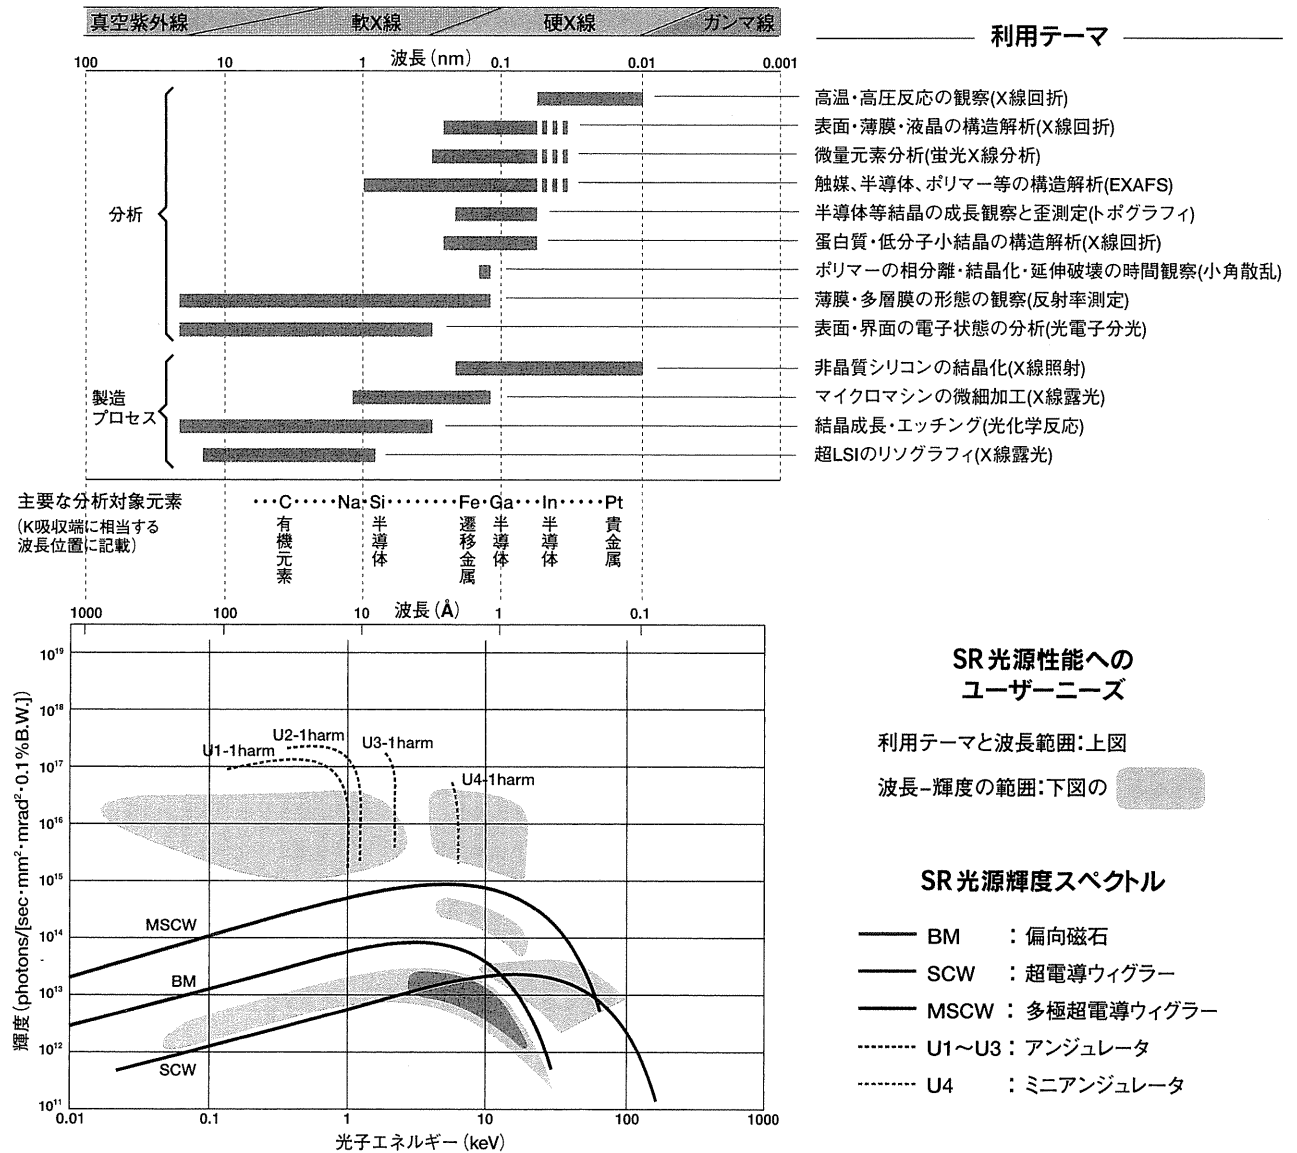 真空紫外線 軟X線 硬X線 ガンマ線
波長(nm)
100 10 1 0.1 0.01 0.001
利用テーマ
分析
高温・高圧反応の観察(X線回折)
表面・薄膜・液晶の構造解析(X線回折)
微量元素分析(蛍光X線分析)
触媒、半導体、ポリマー等の構造解析(EXAFS)
半導体等結晶の成長観察と歪測定(トポグラフィ)
蛋白質・低分子小結晶の構造解析(X線回折)
ポリマーの相分離・結晶化・延伸破壊の時間観察(小角散乱)
薄膜・多層膜の形態の観察(反射率測定)
表面・界面の電子状態の分析(光電子分光)
製造
プロセス
非晶質シリコンの結晶化(X線照射)
マイクロマシンの微細加工(X線露光)
結晶成長・エッチング(光化学反応)
超LSIのリソグラフィ(X線露光)
主要な分析対象元素
(K吸収端に相当する
波長位置に記載)
・・・C・・・・・Na・Si・・・・・・・・Fe・Ga・・・In・・・・・Pt
有機元素
半導体
遷移金属
半導体
半導体
貴金属
1000 100 10 波長(Å) 1 0.1
輝度(photons/[sec・mm²・mrad²・0.1%B.W.])
10¹⁹
10¹⁸
10¹⁷
10¹⁶
10¹⁵
10¹⁴
10¹³
10¹²
10¹¹
U1-1harm
U2-1harm
U3-1harm
U4-1harm
MSCW
BM
SCW
0.01 0.1 1 10 100 1000
光子エネルギー(keV)
SR光源性能への
ユーザーニーズ
利用テーマと波長範囲:上図
波長−輝度の範囲:下図の
SR光源輝度スペクトル
BM : 偏向磁石
SCW : 超電導ウィグラー
MSCW : 多極超電導ウィグラー
U1〜U3 : アンジュレータ
U4 : ミニアンジュレータ